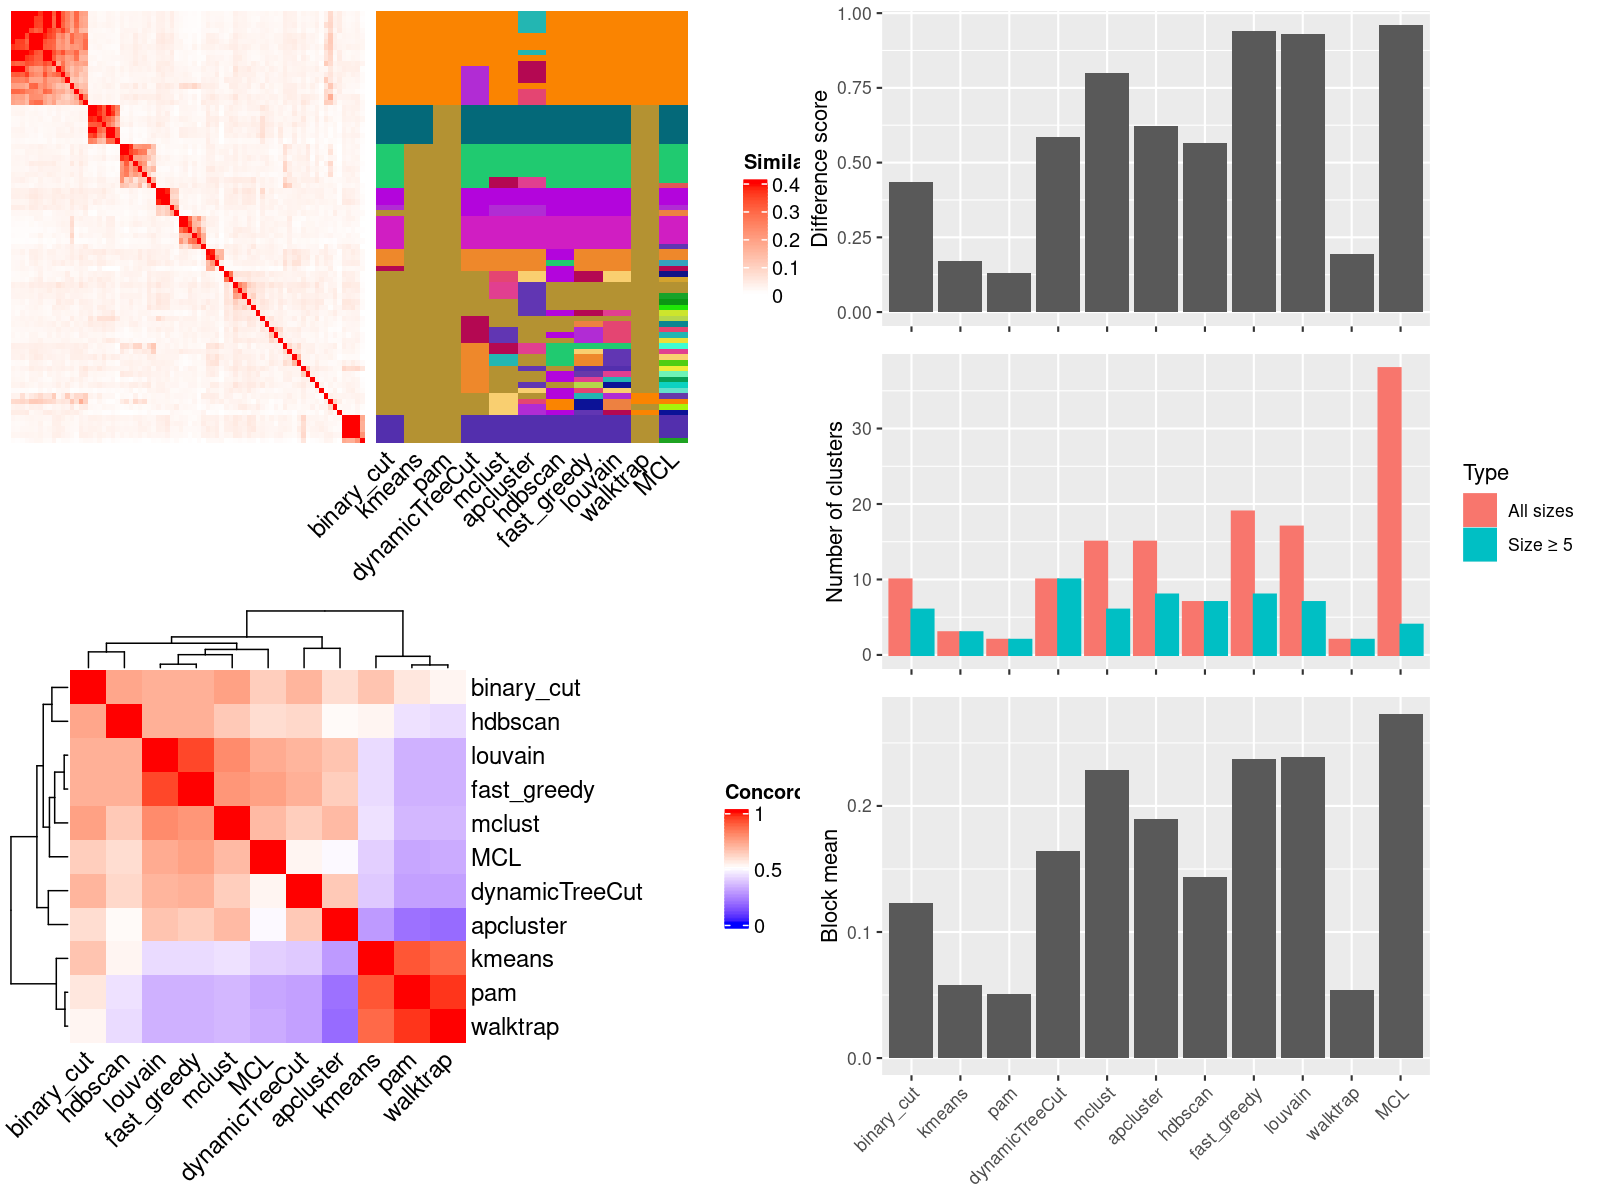 Simila
0.4
0.3
0.2
0.1
0
binary_cut
kmeans
pam
dynamicTreeCut
mclust
apcluster
hdbscan
fast_greedy
louvain
walktrap
MCL
binary_cut
hdbscan
louvain
fast_greedy
mclust
MCL
dynamicTreeCut
apcluster
kmeans
pam
walktrap
binary_cut
hdbscan
louvain
fast_greedy
mclust
MCL
dynamicTreeCut
apcluster
kmeans
pam
walktrap
Concord
1
0.5
0
Difference score
1.00
0.75
0.50
0.25
0.00
Number of clusters
30
20
10
0
Type
All sizes
Size ≥ 5
Block mean
0.2
0.1
0.0
binary_cut
kmeans
pam
dynamicTreeCut
mclust
apcluster
hdbscan
fast_greedy
louvain
walktrap
MCL